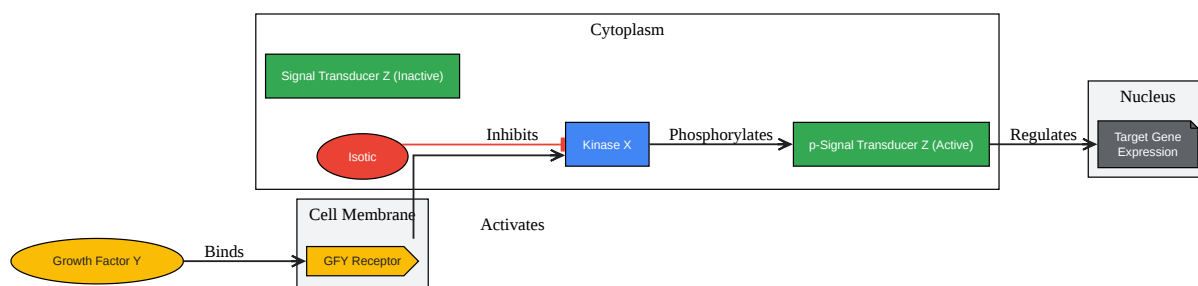 Cytoplasm
Signal Transducer Z (Inactive)
Nucleus
Inhibits
Phosphorylates
Regulates
Isotic
Kinase X
p-Signal Transducer Z (Active)
Target Gene
Expression
Cell Membrane
Activates
Binds
Growth Factor Y
GFY Receptor